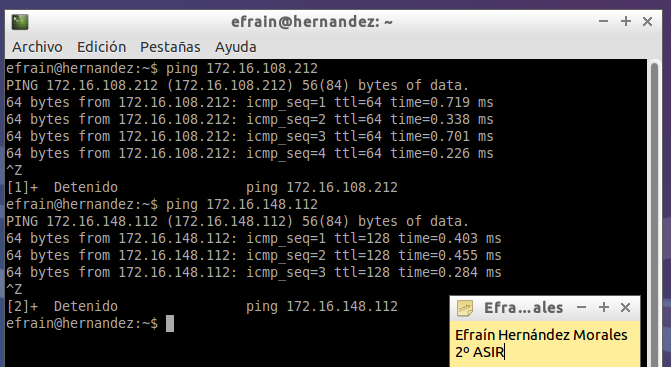 efrain@hernandez: ~
Archivo Edición Pestañas Ayuda
efrain@hernandez:~$ ping 172.16.108.212
PING 172.16.108.212 (172.16.108.212) 56(84) bytes of data.
64 bytes from 172.16.108.212: icmp_seq=1 ttl=64 time=0.719 ms
64 bytes from 172.16.108.212: icmp_seq=2 ttl=64 time=0.338 ms
64 bytes from 172.16.108.212: icmp_seq=3 ttl=64 time=0.701 ms
64 bytes from 172.16.108.212: icmp_seq=4 ttl=64 time=0.226 ms
^Z
[1]+  Detenido                ping 172.16.108.212
efrain@hernandez:~$ ping 172.16.148.112
PING 172.16.148.112 (172.16.148.112) 56(84) bytes of data.
64 bytes from 172.16.148.112: icmp_seq=1 ttl=128 time=0.403 ms
64 bytes from 172.16.148.112: icmp_seq=2 ttl=128 time=0.455 ms
64 bytes from 172.16.148.112: icmp_seq=3 ttl=128 time=0.284 ms
^Z
[2]+  Detenido                ping 172.16.148.112
efrain@hernandez:~$
Efra...ales
Efraín Hernández Morales
2º ASIR